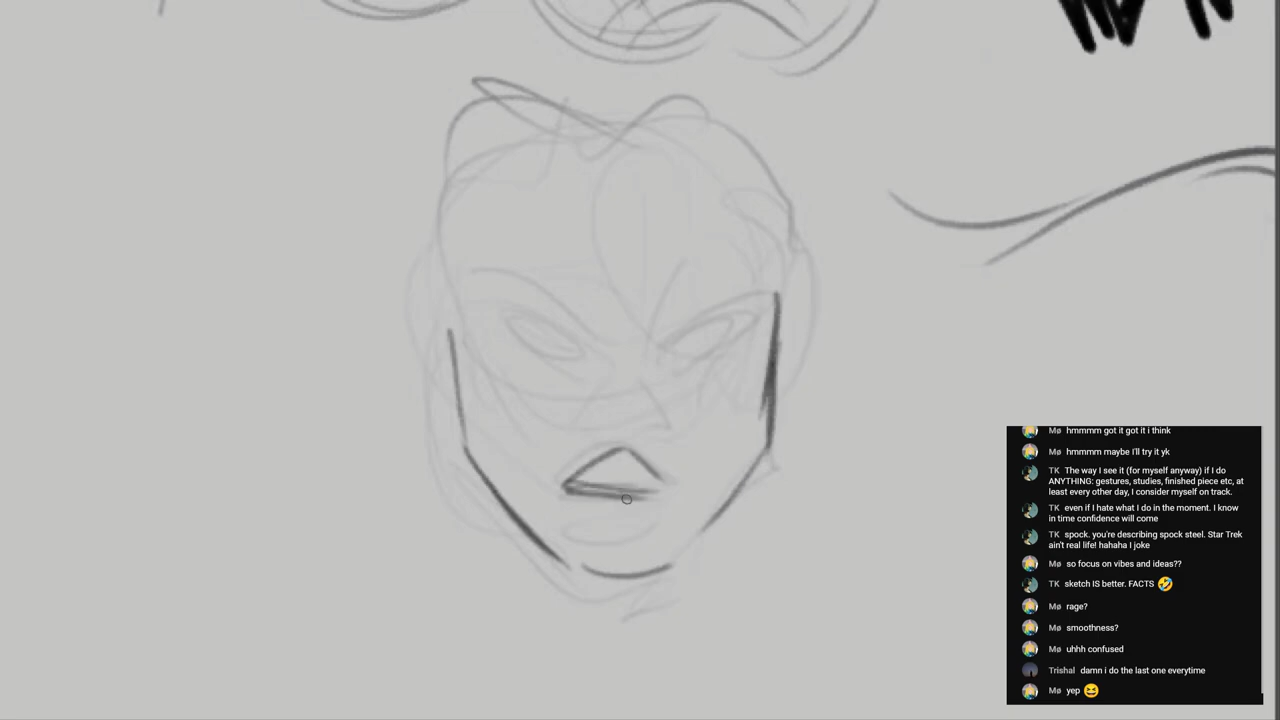 Mø hmmmm got it got it i think
Mø hmmmm maybe I'll try it yk
TK The way I see it (for myself anyway) if I do
ANYTHING: gestures, studies, finished piece etc, at
least every other day, I consider myself on track.
TK even if I hate what I do in the moment. I know
in time confidence will come
TK spock. you're describing spock steel. Star Trek
ain't real life! hahaha I joke
Mø so focus on vibes and ideas??
TK sketch IS better. FACTS 🤣
Mø rage?
Mø smoothness?
Mø uhhh confused
Trishal damn i do the last one everytime
Mø yep 😆